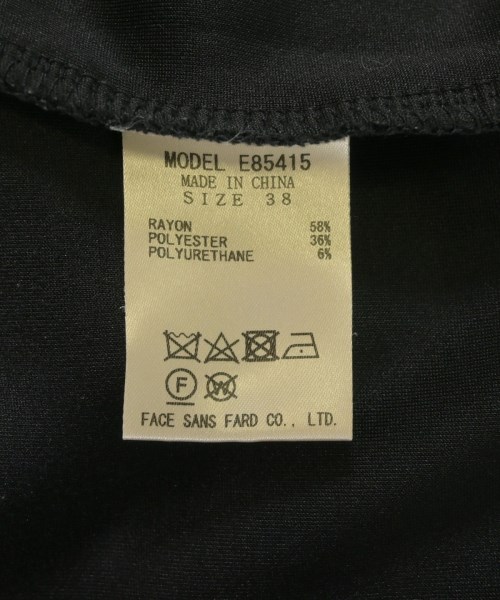 MODEL E85415
MADE IN CHINA
SIZE 38
RAYON 58%
POLYESTER 36%
POLYURETHANE 6%
F W
FACE SANS FARD CO., LTD.